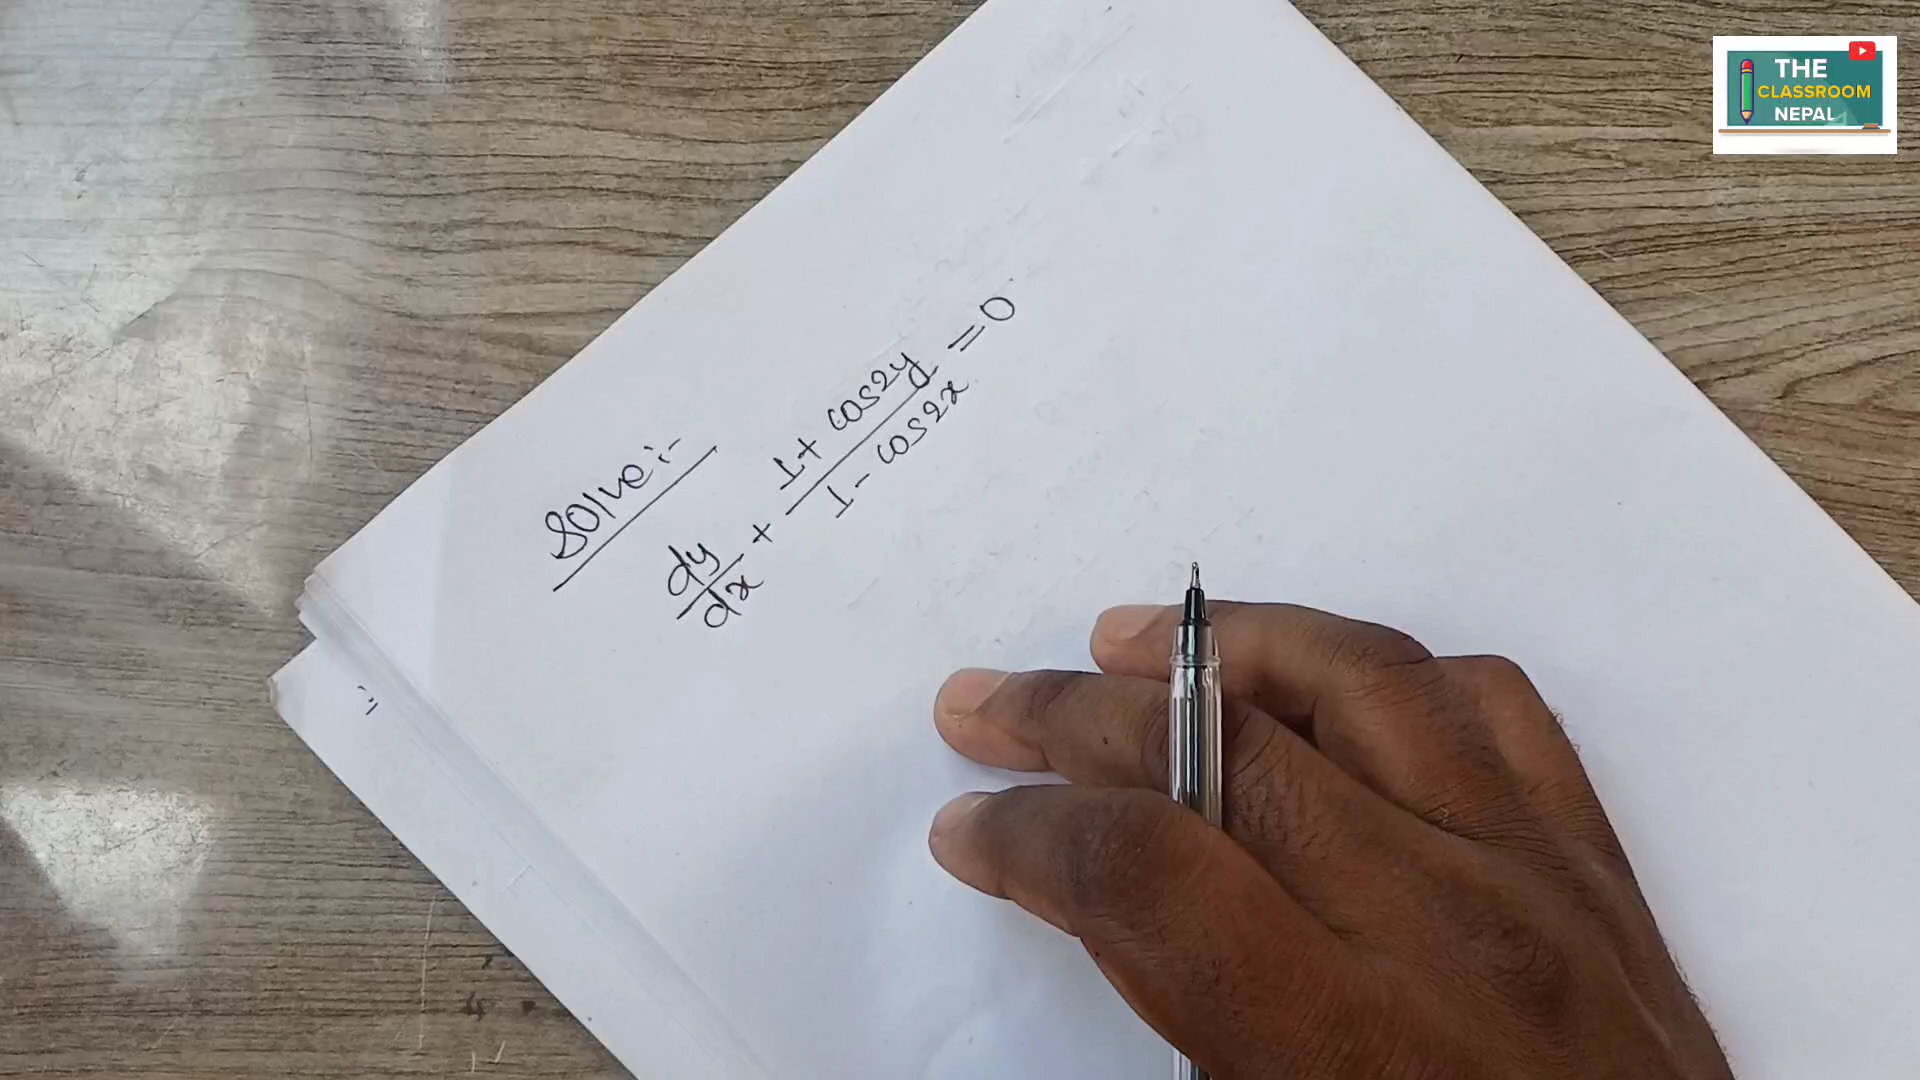 Solve :-
dy/dx + (1 + cos2y)/(1 - cos2x) = 0
THE
CLASSROOM
NEPAL